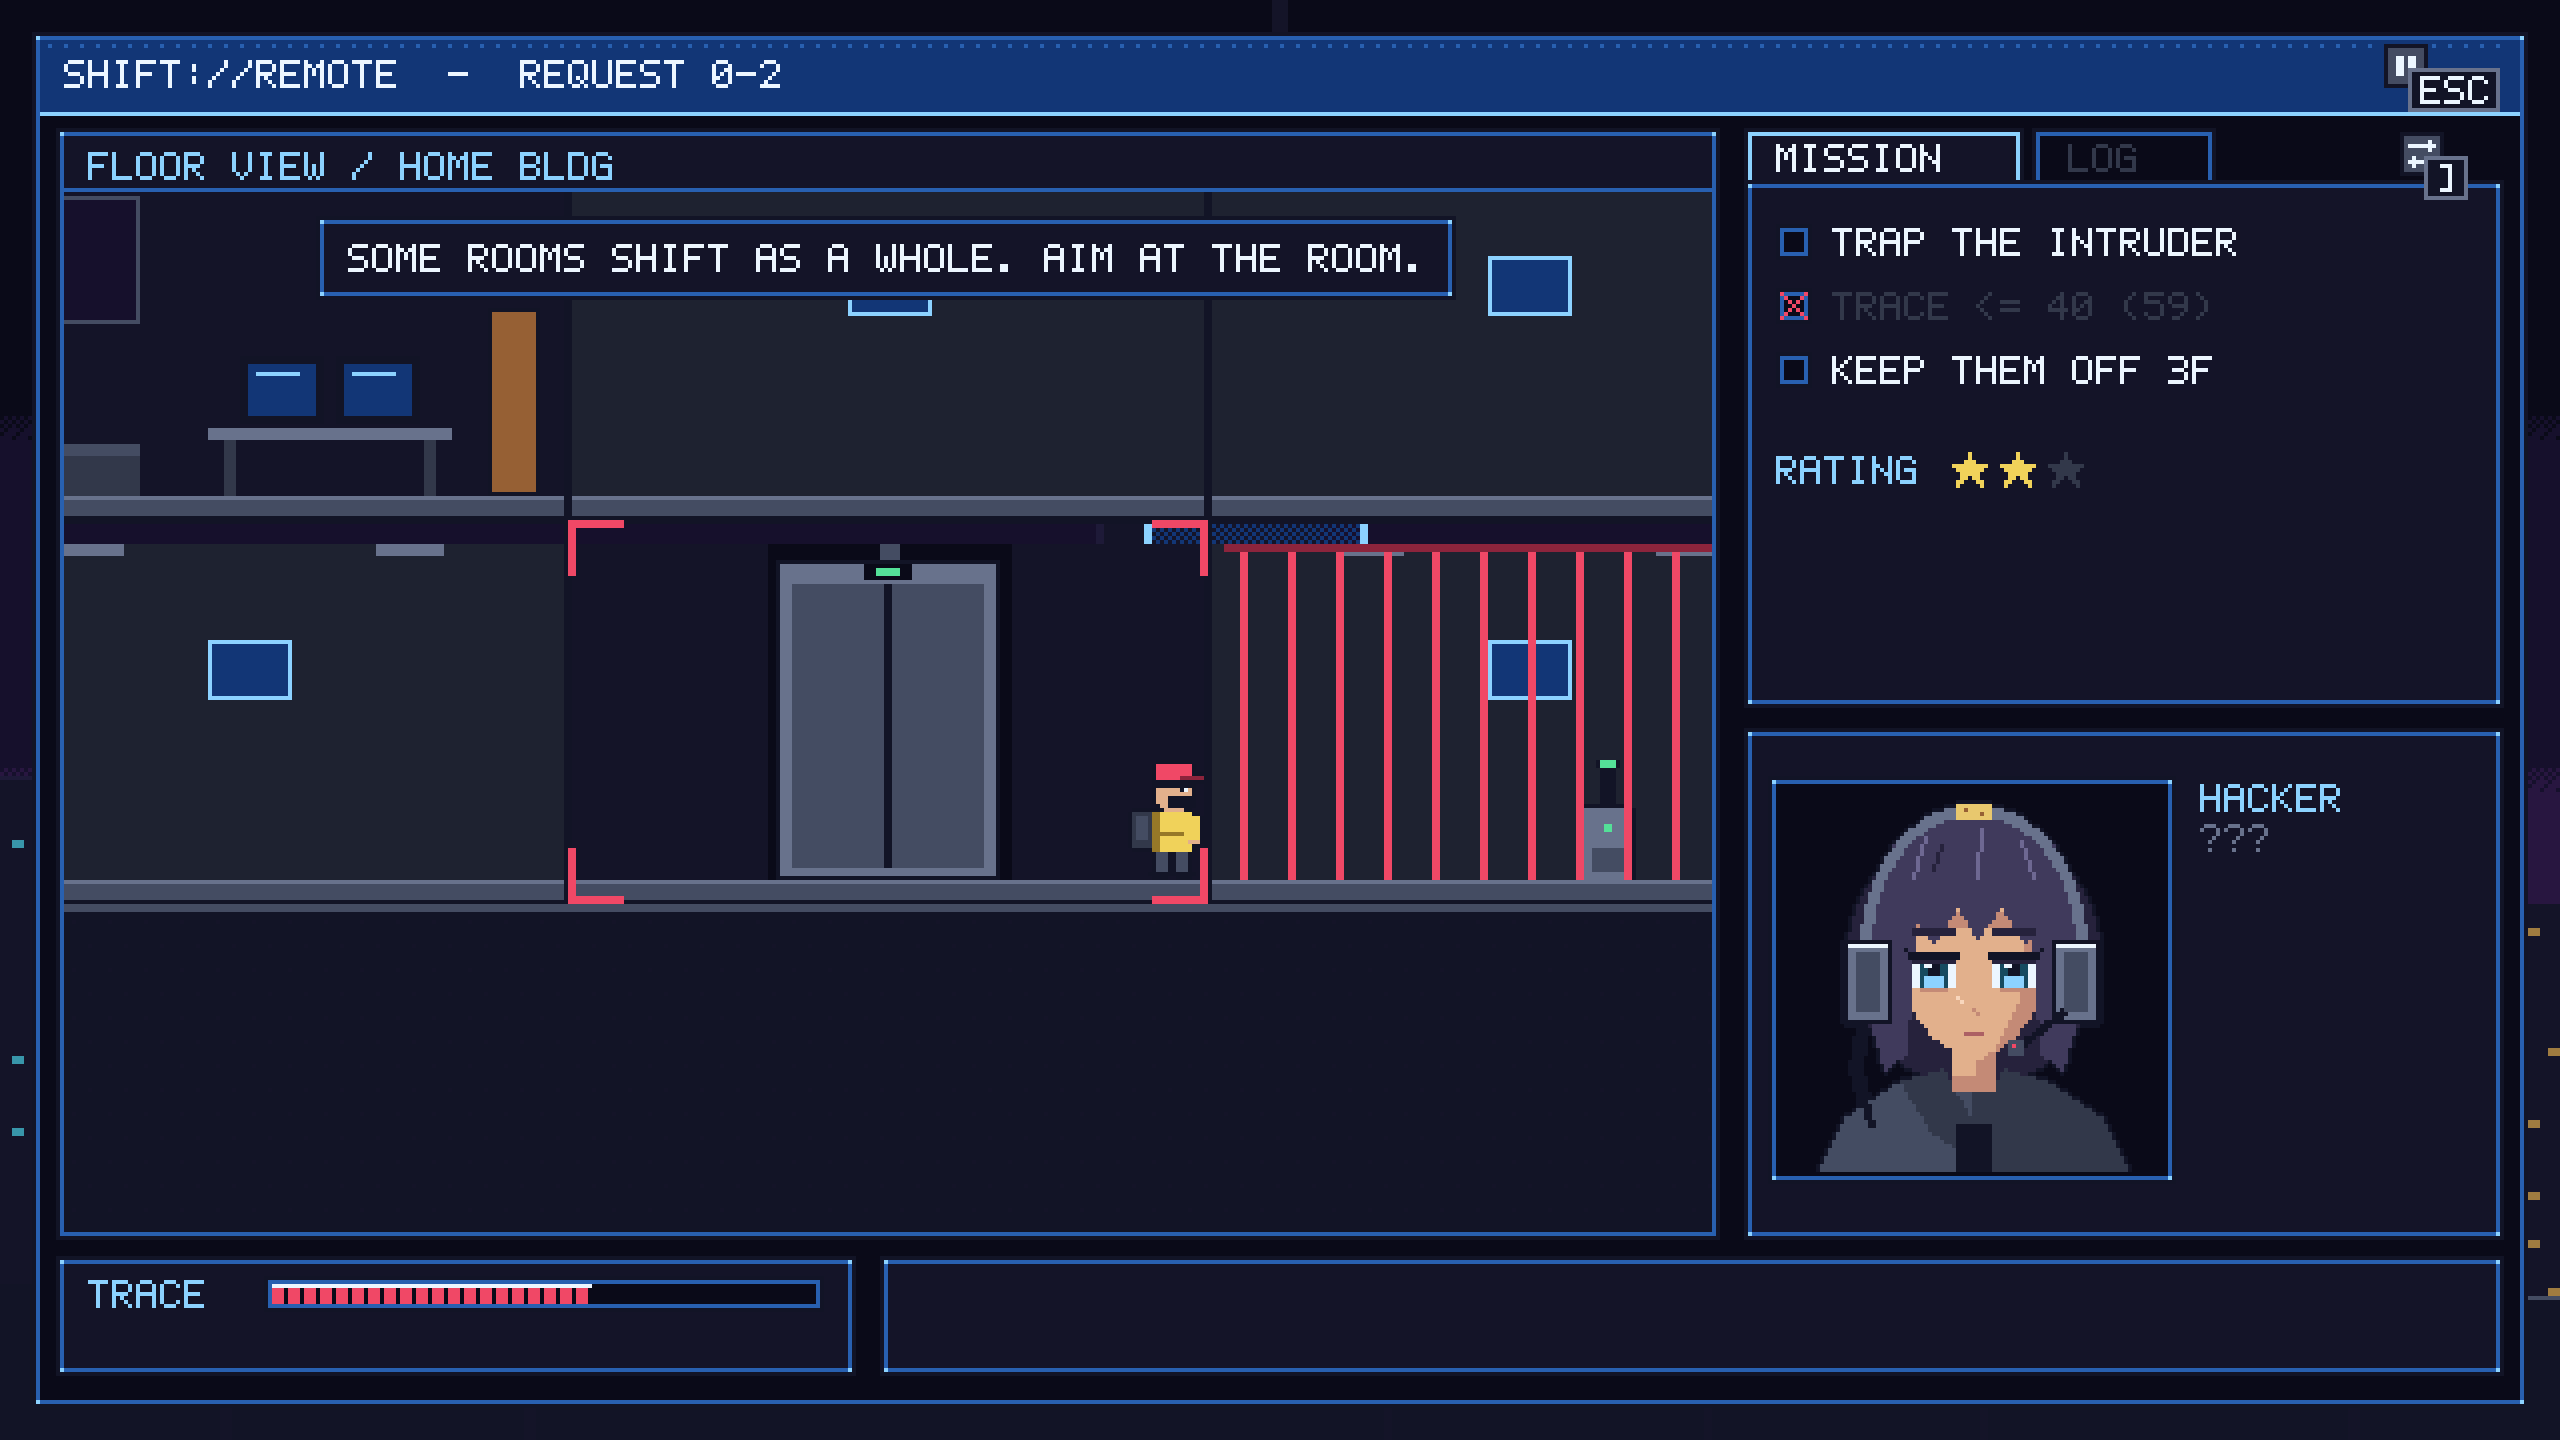 SHIFT://REMOTE - REQUEST 0-2
ESC
FLOOR VIEW / HOME BLDG
SOME ROOMS SHIFT AS A WHOLE. AIM AT THE ROOM.
MISSION
LOG
]
TRAP THE INTRUDER
TRACE <= 40 (59)
KEEP THEM OFF 3F
RATING
HACKER
???
TRACE